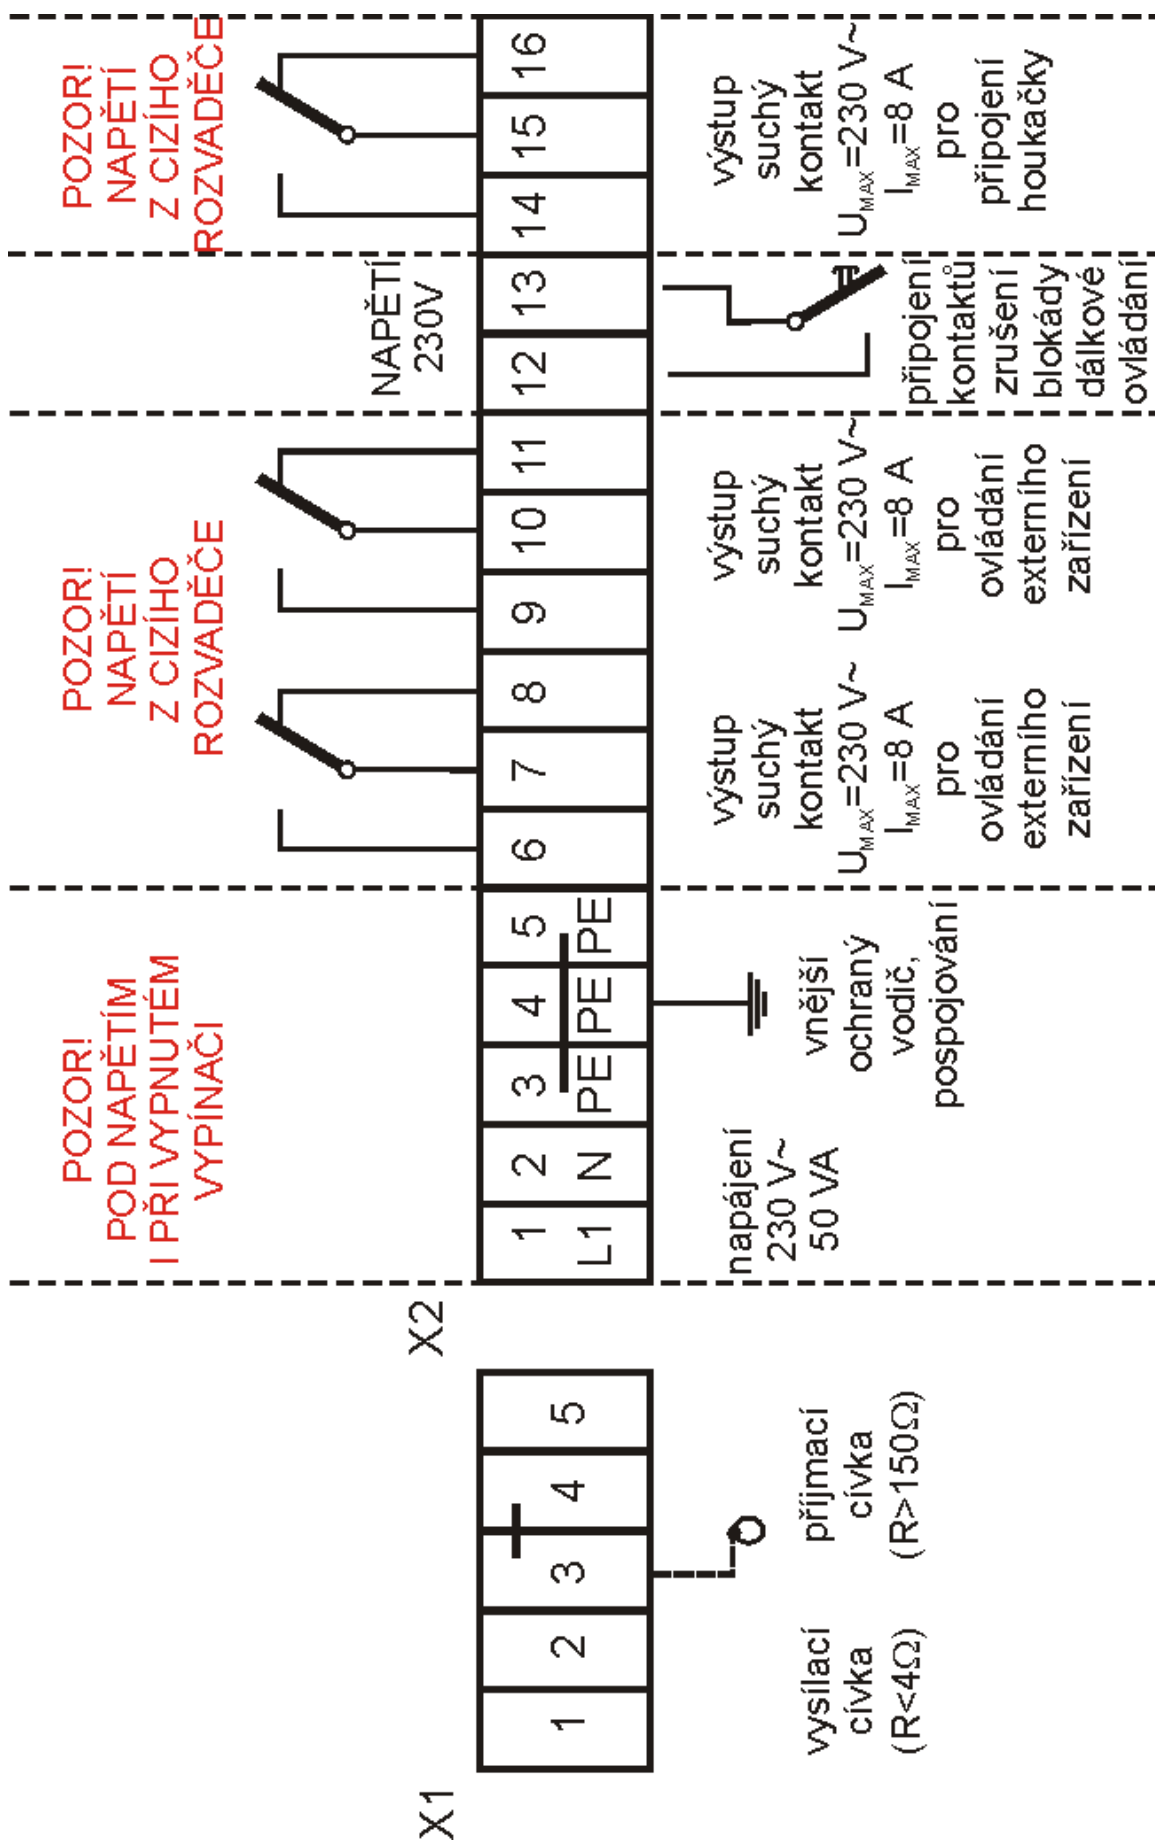 X1
1
2
3
4
5
vysílací
cívka
(R<4Ω)
příjmací
cívka
(R>150Ω)
X2
POZOR!
POD NAPĚTÍM
I PŘI VYPNUTÉM
VYPÍNAČI
1
2
3
4
5
L1
N
PE
PE
PE
napájení
230 V~
50 VA
vnější
ochraný
vodič,
pospojování
POZOR!
NAPĚTÍ
Z CIZÍHO
ROZVADĚČE
6
7
8
9
10
11
výstup
suchý
kontakt
UMAX=230 V~
IMAX=8 A
pro
ovládání
externího
zařízení
výstup
suchý
kontakt
UMAX=230 V~
IMAX=8 A
pro
ovládání
externího
zařízení
NAPĚTÍ
230V
12
13
připojení
kontaktů
zrušení
blokády
dálkové
ovládání
POZOR!
NAPĚTÍ
Z CIZÍHO
ROZVADĚČE
14
15
16
výstup
suchý
kontakt
UMAX=230 V~
IMAX=8 A
pro
připojení
houkačky